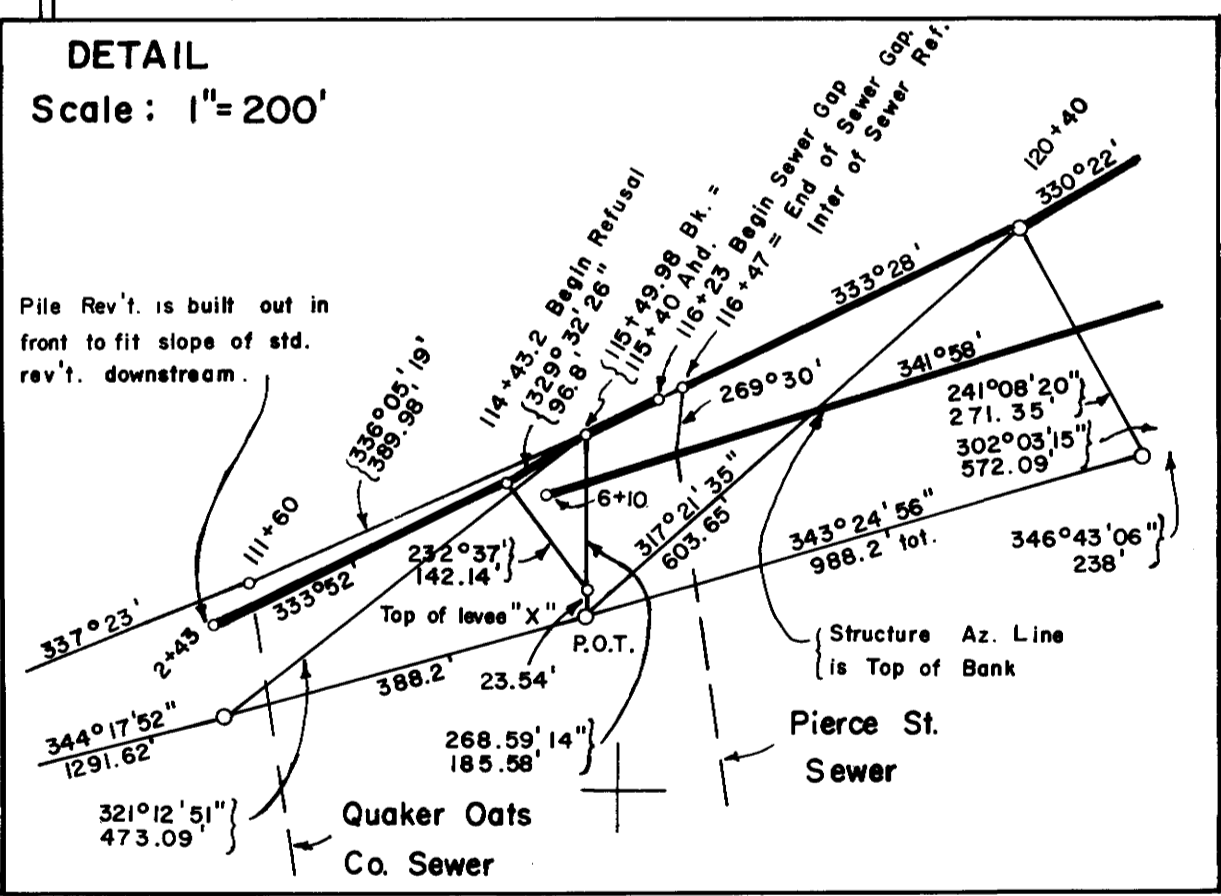 DETAIL
Scale: 1"=200'
Pile Rev't. is built out in
front to fit slope of std.
rev't. downstream.
336°05'19"
389.98'
114+43.2 Begin Refusal
329°32'26"
96.8'
115+49.98 Bk. =
115+40 Ahd.
116+23 Begin Sewer Gap
116+47 = End of Sewer Gap.
Inter of Sewer Ref.
120+40
330°22'
333°28'
269°30'
341°58'
241°08'20"
271.35'
302°03'15"
572.09'
111+60
6+10
337°23'
2+43
333°52'
232°37'
142.14'
317°21'35"
603.65'
343°24'56"
988.2' tot.
346°43'06"
238'
Top of levee "X"
P.O.T.
388.2'
23.54'
Structure Az. Line
is Top of Bank
344°17'52"
1291.62'
268.59'14"
185.58'
Pierce St.
Sewer
321°12'51"
473.09'
Quaker Oats
Co. Sewer